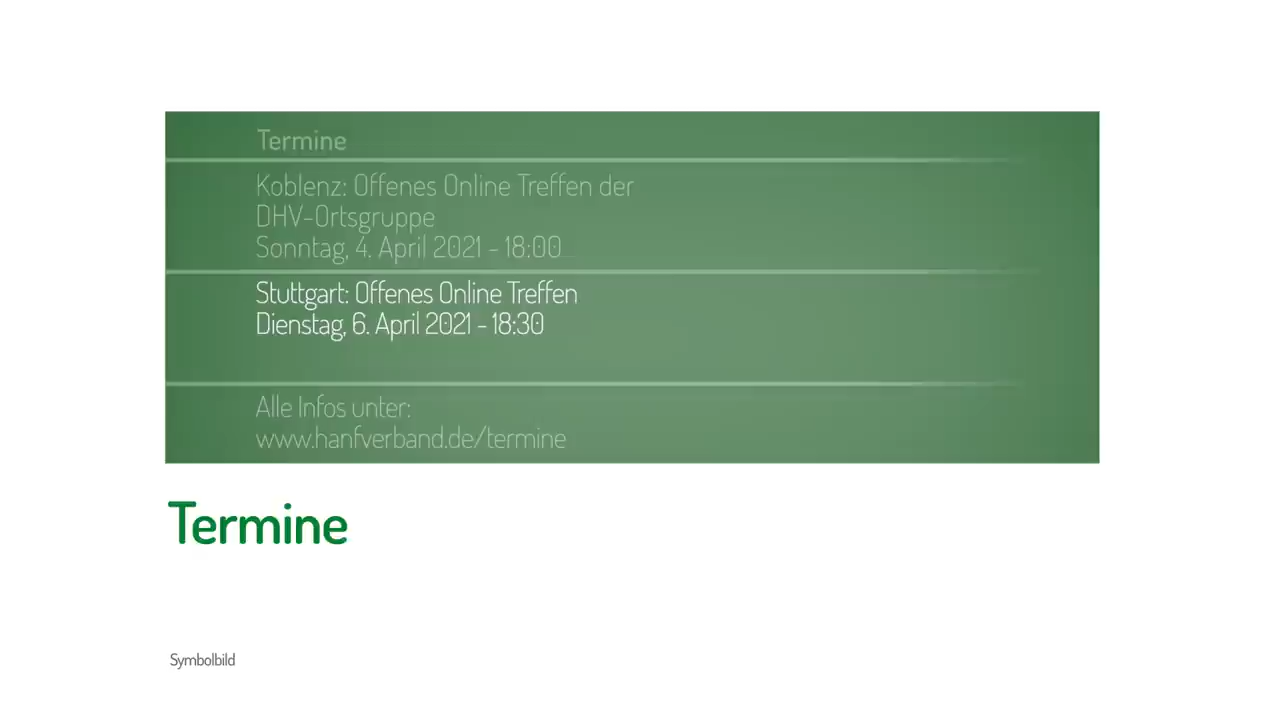 Termine
Koblenz: Offenes Online Treffen der
DHV-Ortsgruppe
Sonntag, 4. April 2021 - 18:00
Stuttgart: Offenes Online Treffen
Dienstag, 6. April 2021 - 18:30
Alle Infos unter:
www.hanfverband.de/termine
Termine
Symbolbild